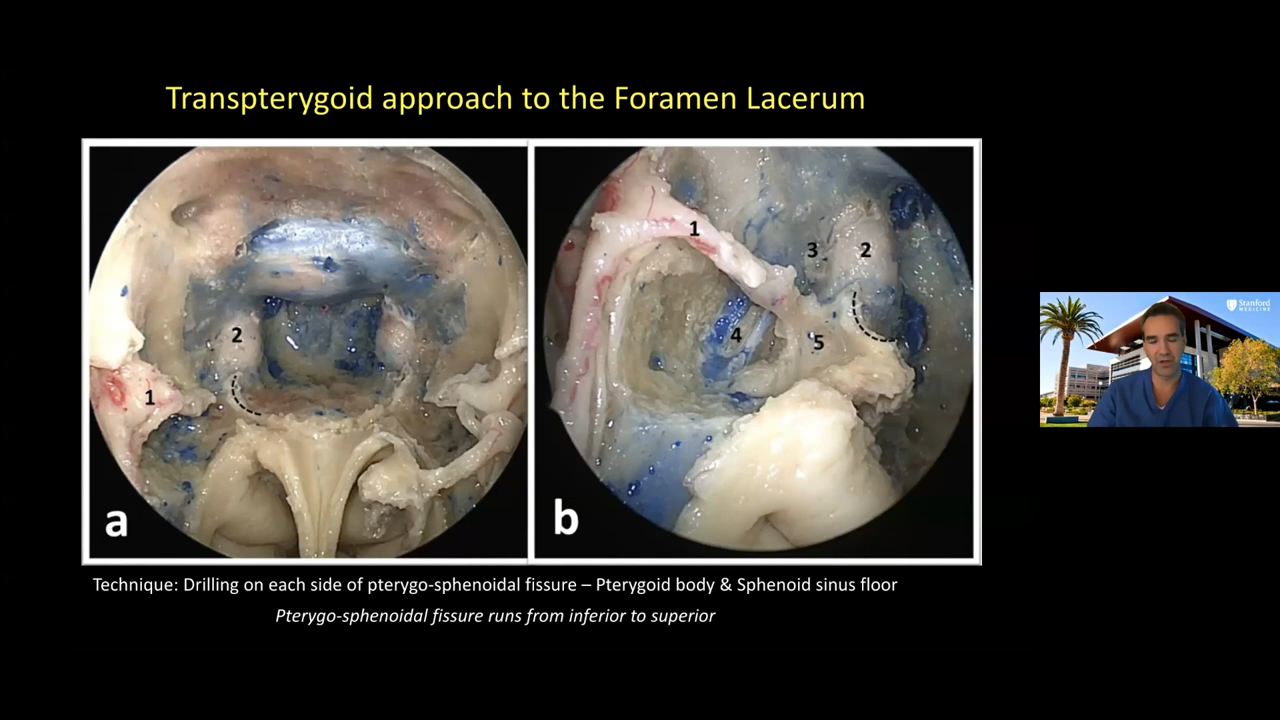 Transpterygoid approach to the Foramen Lacerum
1
2
a
1
3
2
4
5
b
Technique: Drilling on each side of pterygo-sphenoidal fissure – Pterygoid body & Sphenoid sinus floor
Pterygo-sphenoidal fissure runs from inferior to superior
Stanford
MEDICINE